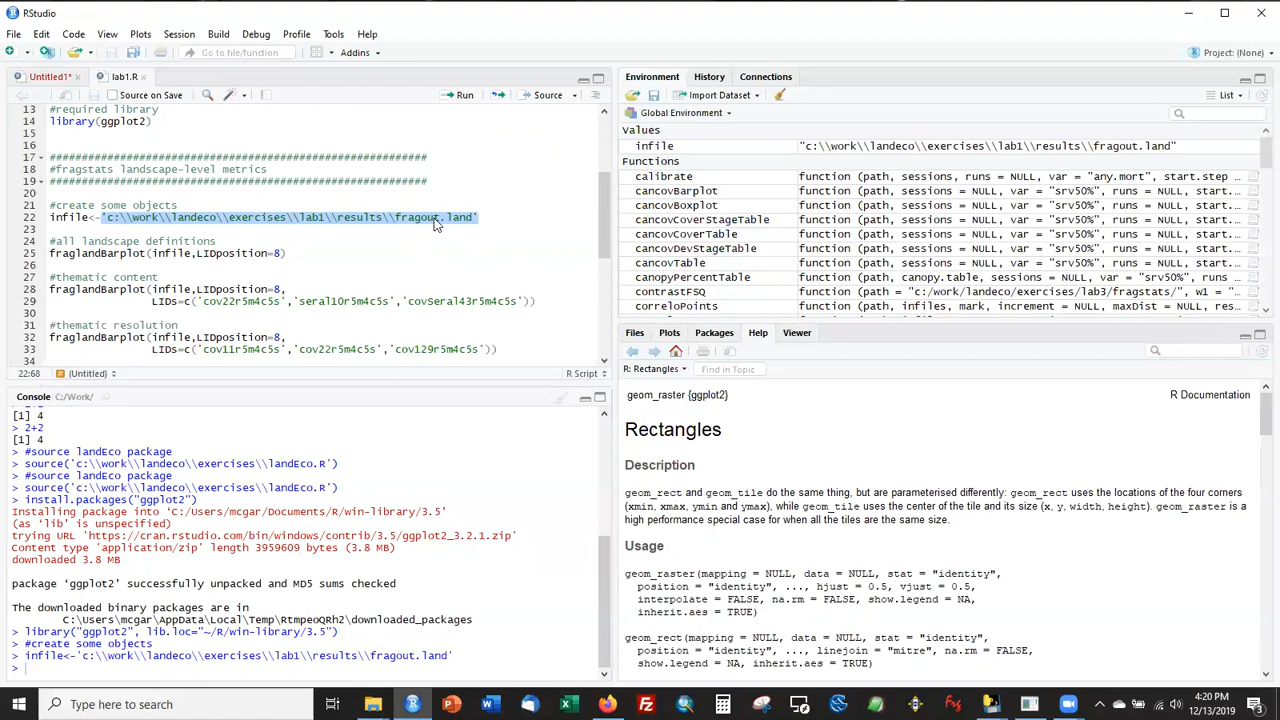 RStudio
File Edit Code View Plots Session Build Debug Profile Tools Help
Go to file/function Addins Project: (None)
Untitled1* lab1.R
Source on Save Run Source
13 #required library
14 library(ggplot2)
15
16
17 ###############################################################
18 #fragstats landscape-level metrics
19 ###############################################################
20
21 #create some objects
22 infile<-'c:\\work\\landeco\\exercises\\lab1\\results\\fragout.land'
23
24 #all landscape definitions
25 fraglandBarplot(infile,LIDposition=8)
26
27 #thematic content
28 fraglandBarplot(infile,LIDposition=8,
29 LIDs=c('cov22r5m4c5s','seral10r5m4c5s','covSeral43r5m4c5s'))
30
31 #thematic resolution
32 fraglandBarplot(infile,LIDposition=8,
33 LIDs=c('cov11r5m4c5s','cov22r5m4c5s','cov129r5m4c5s'))
34
22:68 (Untitled) R Script
Console C:/Work/
[1] 4
> 2+2
[1] 4
> #source landEco package
> source('c:\\work\\landeco\\exercises\\landEco.R')
> #source landEco package
> source('c:\\work\\landeco\\exercises\\landEco.R')
> install.packages("ggplot2")
Installing package into ‘C:/Users/mcgar/Documents/R/win-library/3.5’
(as ‘lib’ is unspecified)
trying URL 'https://cran.rstudio.com/bin/windows/contrib/3.5/ggplot2_3.2.1.zip'
Content type 'application/zip' length 3959609 bytes (3.8 MB)
downloaded 3.8 MB
package ‘ggplot2’ successfully unpacked and MD5 sums checked
The downloaded binary packages are in
C:\Users\mcgar\AppData\Local\Temp\RtmpeoQRh2\downloaded_packages
> library("ggplot2", lib.loc="~/R/win-library/3.5")
> #create some objects
> infile<-'c:\\work\\landeco\\exercises\\lab1\\results\\fragout.land'
>
Environment History Connections
Import Dataset List
Global Environment
Values
infile "c:\\work\\landeco\\exercises\\lab1\\results\\fragout.land"
Functions
calibrate function (path, sessions, runs = NULL, var = "any.mort", start.step …
cancovBarplot function (path, sessions = NULL, var = "srv50%", runs = NULL, st…
cancovBoxplot function (path, sessions = NULL, var = "srv50%", runs = NULL, st…
cancovCoverStageTable function (path, sessions = NULL, var = "srv50%", runs = NULL, st…
cancovCoverTable function (path, sessions = NULL, var = "srv50%", runs = NULL, st…
cancovDevStageTable function (path, sessions = NULL, var = "srv50%", runs = NULL, st…
cancovTable function (path, sessions = NULL, var = "srv50%", runs = NULL, st…
canopyPercentTable function (path, canopy.table, sessions = NULL, var = "srv50%", runs …
contrastFSQ function (path = "c:/work/landeco/exercises/lab3/fragstats/", w1 = "…
correloPoints function (path, infiles, mark, increment = NULL, maxDist = NULL, res…
Files Plots Packages Help Viewer
R: Rectangles Find in Topic
geom_raster {ggplot2} R Documentation
Rectangles
Description
geom_rect and geom_tile do the same thing, but are parameterised differently: geom_rect uses the locations of the four corners
(xmin, xmax, ymin and ymax), while geom_tile uses the center of the tile and its size (x, y, width, height). geom_raster is a
high performance special case for when all the tiles are the same size.
Usage
geom_raster(mapping = NULL, data = NULL, stat = "identity",
position = "identity", ..., hjust = 0.5, vjust = 0.5,
interpolate = FALSE, na.rm = FALSE, show.legend = NA,
inherit.aes = TRUE)
geom_rect(mapping = NULL, data = NULL, stat = "identity",
position = "identity", ..., linejoin = "mitre", na.rm = FALSE,
show.legend = NA, inherit.aes = TRUE)
Type here to search
4:20 PM
12/13/2019